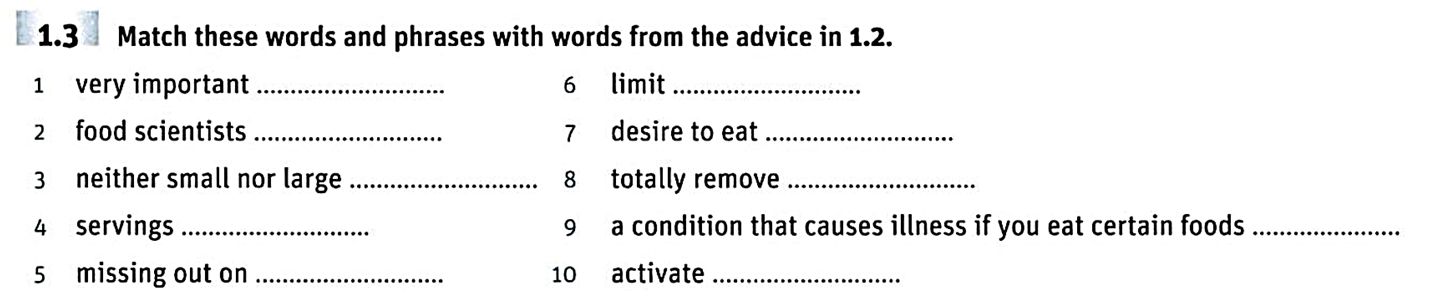 1.3 Match these words and phrases with words from the advice in 1.2.
1 very important ............................
2 food scientists ............................
3 neither small nor large ............................
4 servings ............................
5 missing out on ............................
6 limit ............................
7 desire to eat ............................
8 totally remove ............................
9 a condition that causes illness if you eat certain foods ......................
10 activate ............................